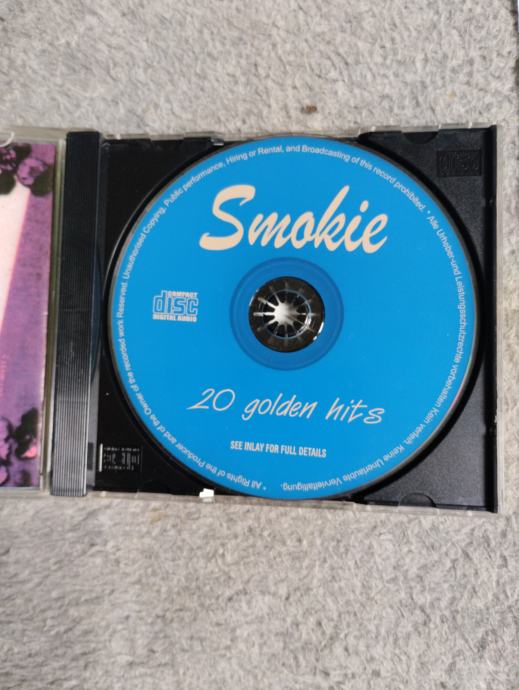 Smokie
COMPACT
disc
DIGITAL AUDIO
20 golden hits
SEE INLAY FOR FULL DETAILS
* All Rights of the Producer and of the Owner of the recorded work Reserved. Unauthorised Copying, Public performance, Hiring or Rental, and Broadcasting of this record prohibited. * Alle Urheber-und Leistungsschutzrechte vorbehalten Kein verleih. Keine Unerlaubte Vervielfältigung.